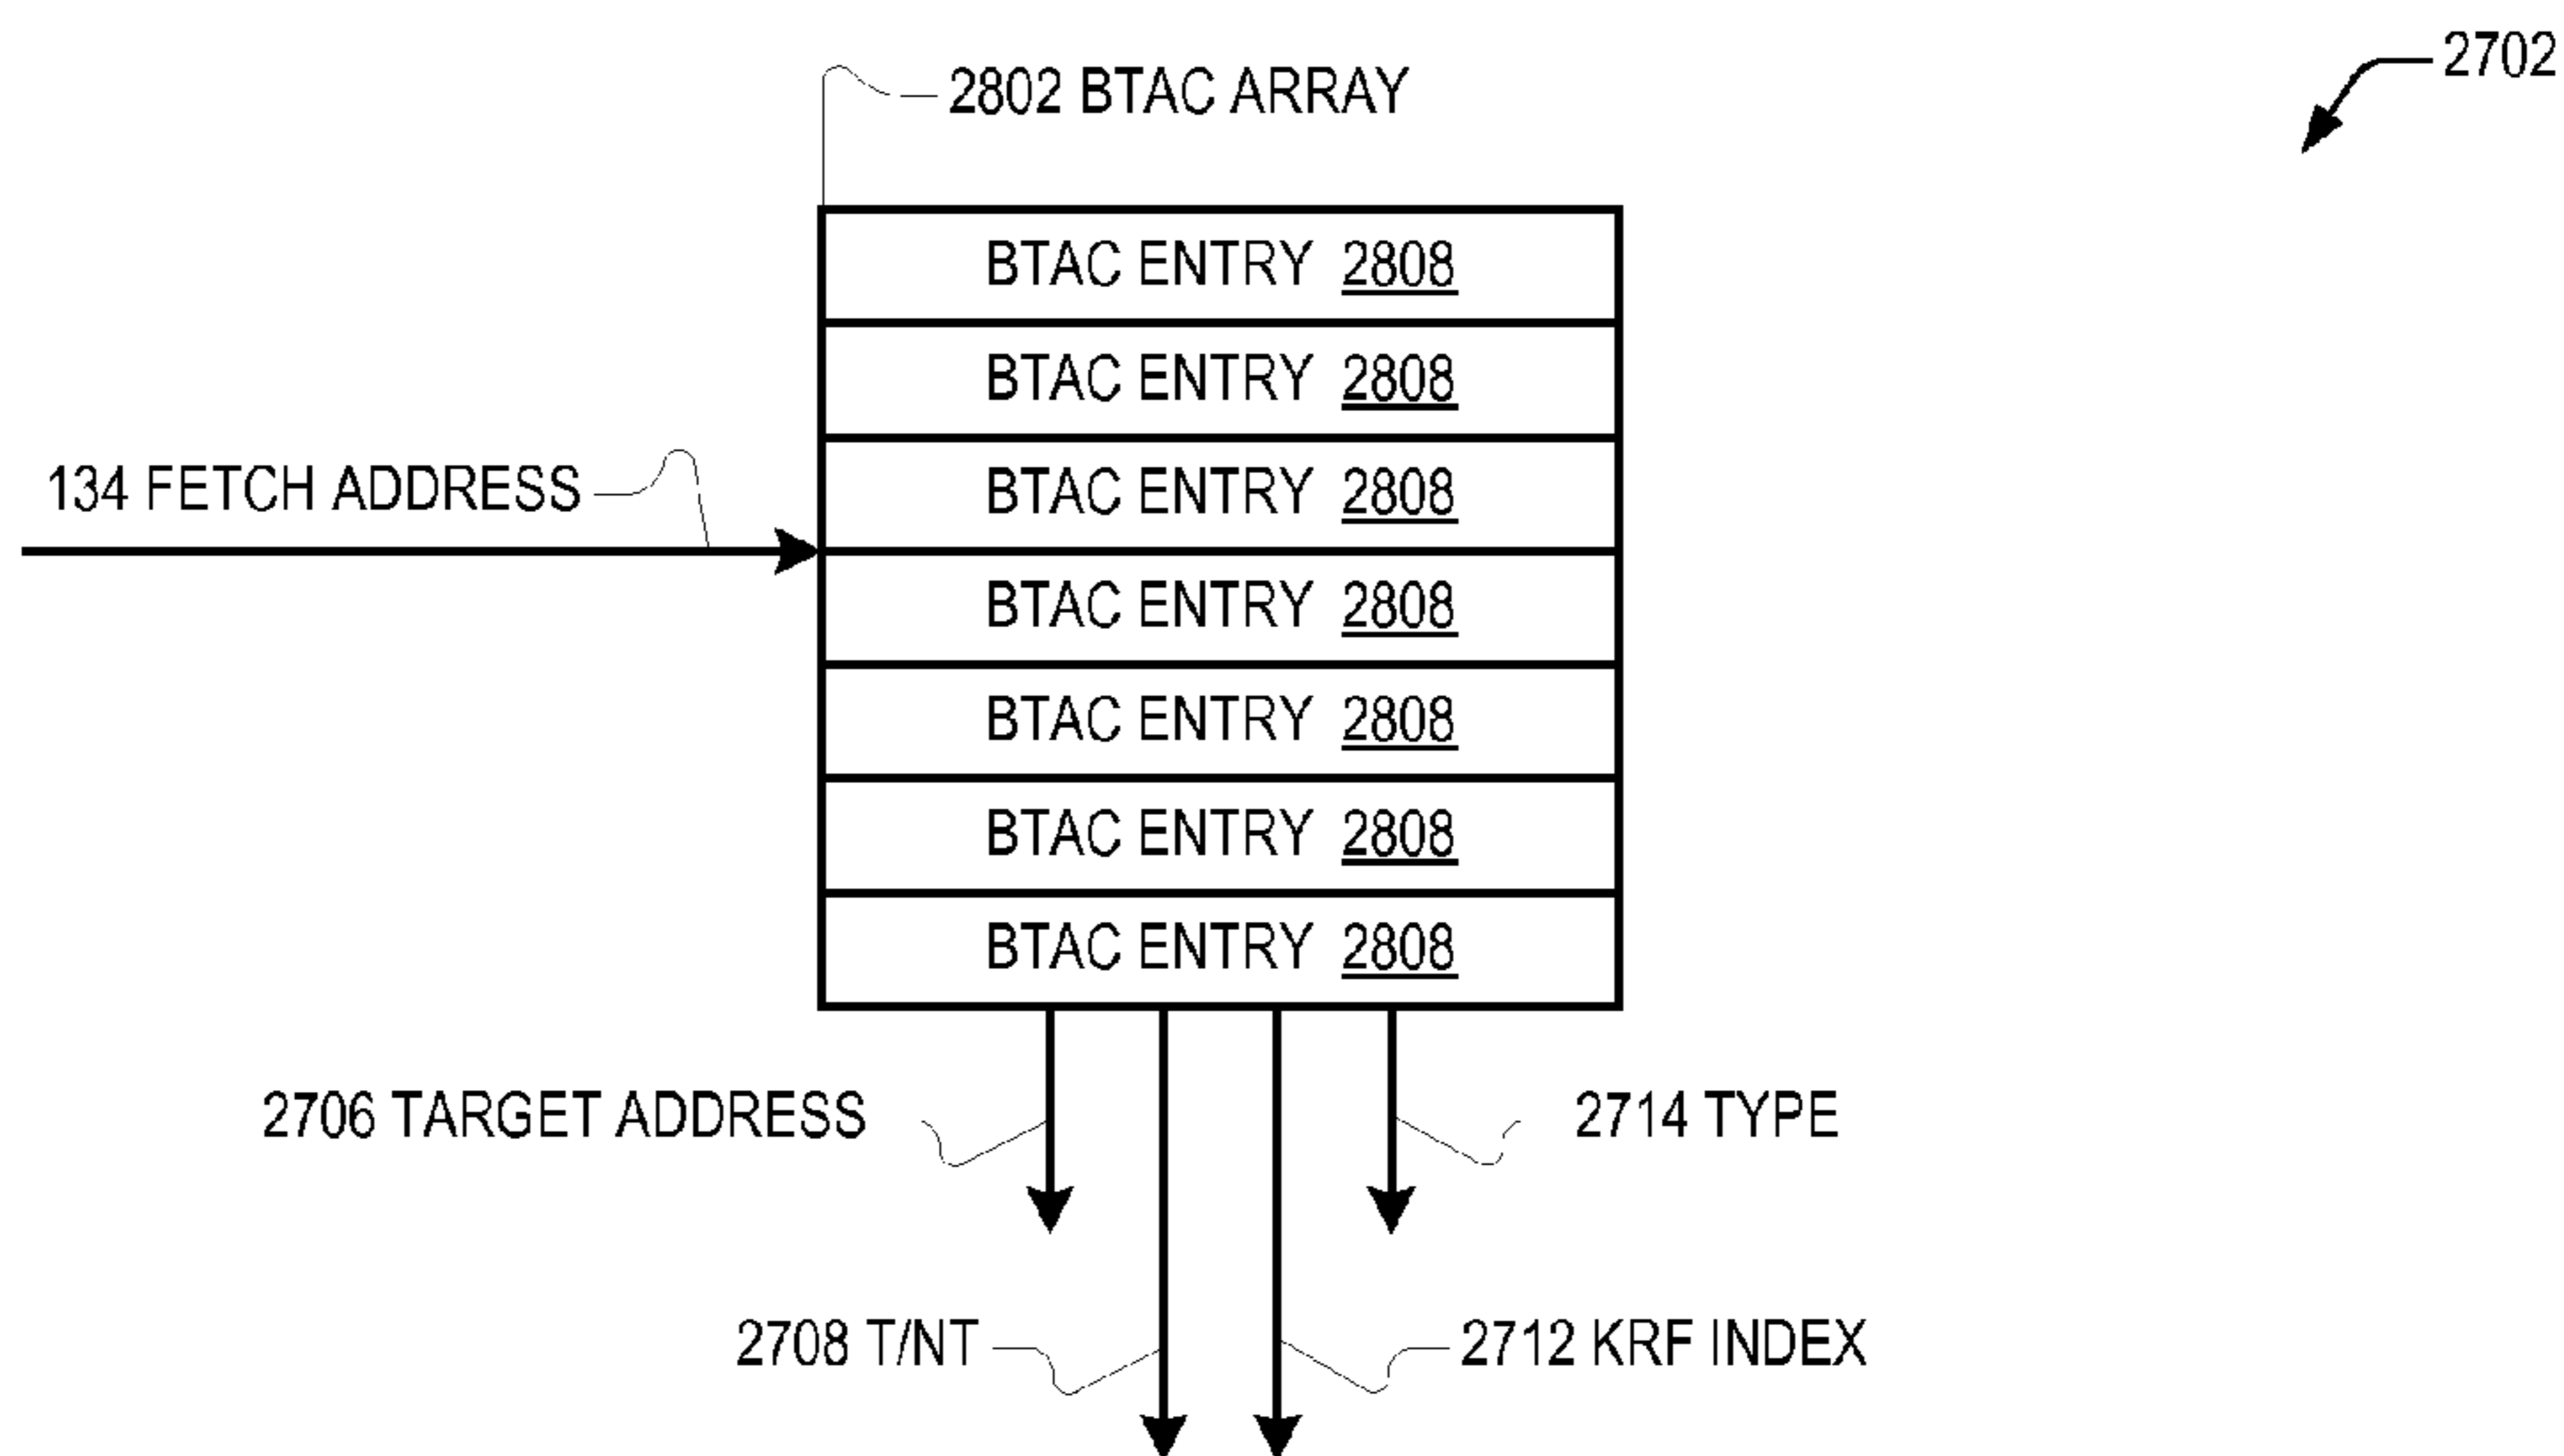 2702
2802 BTAC ARRAY
BTAC ENTRY 2808
BTAC ENTRY 2808
134 FETCH ADDRESS
BTAC ENTRY 2808
BTAC ENTRY 2808
BTAC ENTRY 2808
BTAC ENTRY 2808
BTAC ENTRY 2808
2706 TARGET ADDRESS
2714 TYPE
2708 T/NT
2712 KRF INDEX